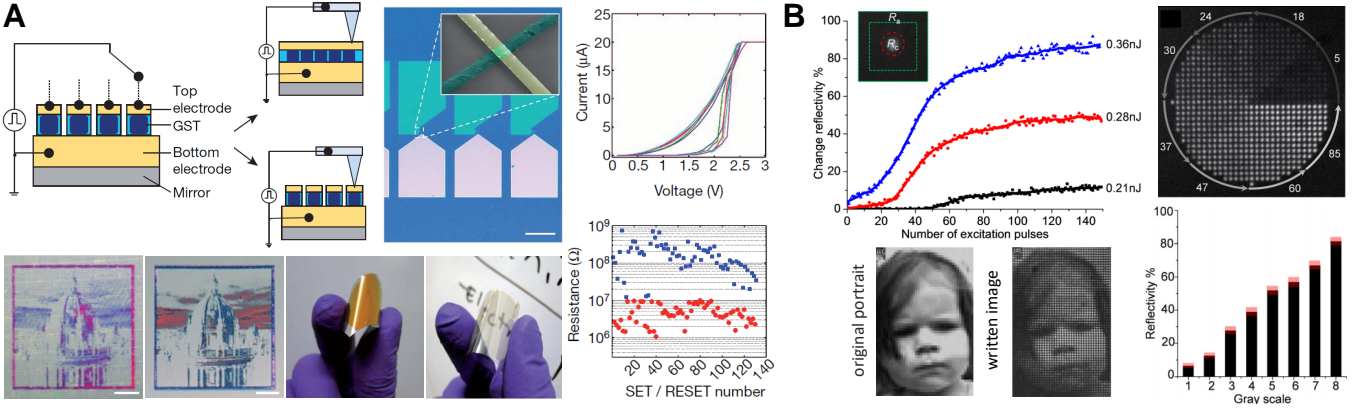 A
Top
electrode
GST
Bottom
electrode
Mirror
Current (μA)
25
20
15
10
5
0
0
0.5
1
1.5
2
2.5
3
Voltage (V)
Resistance (Ω)
10⁹
10⁸
10⁷
10⁶
0
20
40
60
80
100
120
140
SET / RESET number
B
Change reflectivity %
100
80
60
40
20
0
0
20
40
60
80
100
120
140
Number of excitation pulses
Rₐ
R꜀
0.36nJ
0.28nJ
0.21nJ
24
18
30
5
37
85
47
60
original portrait
written image
Reflectivity %
100
80
60
40
20
0
1
2
3
4
5
6
7
8
Gray scale